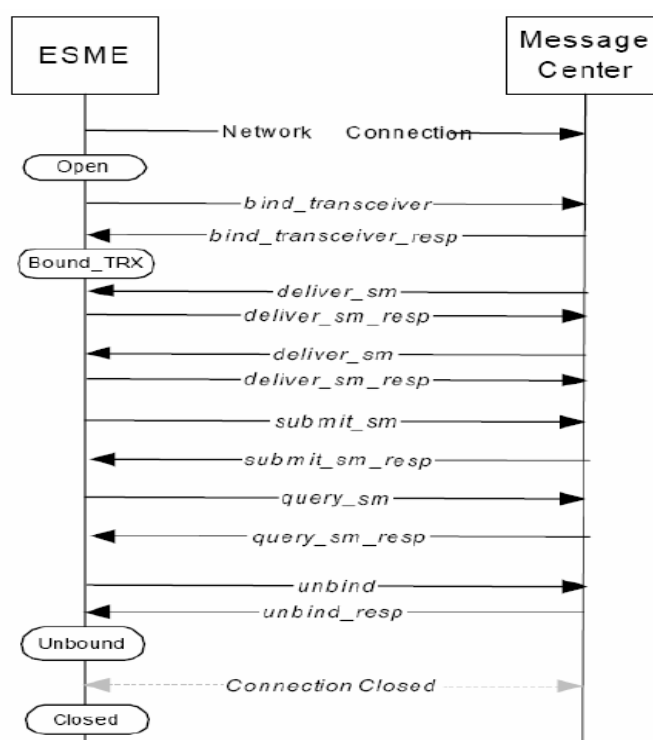 ESME
Message
Center
Network Connection
Open
bind_transceiver
bind_transceiver_resp
Bound_TRX
deliver_sm
deliver_sm_resp
deliver_sm
deliver_sm_resp
submit_sm
submit_sm_resp
query_sm
query_sm_resp
unbind
unbind_resp
Unbound
Connection Closed
Closed